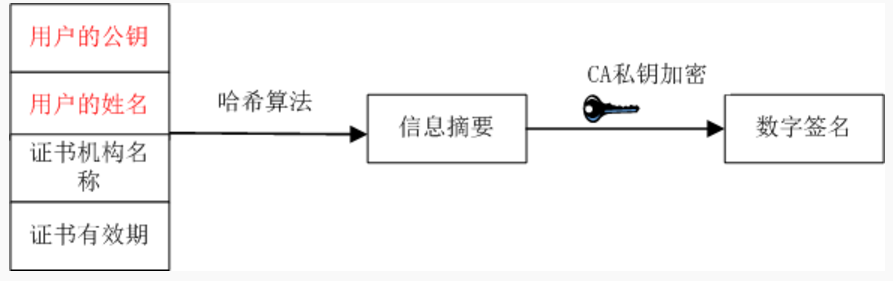 用户的公钥
用户的姓名
证书机构名
称
证书有效期
哈希算法
信息摘要
CA私钥加密
数字签名